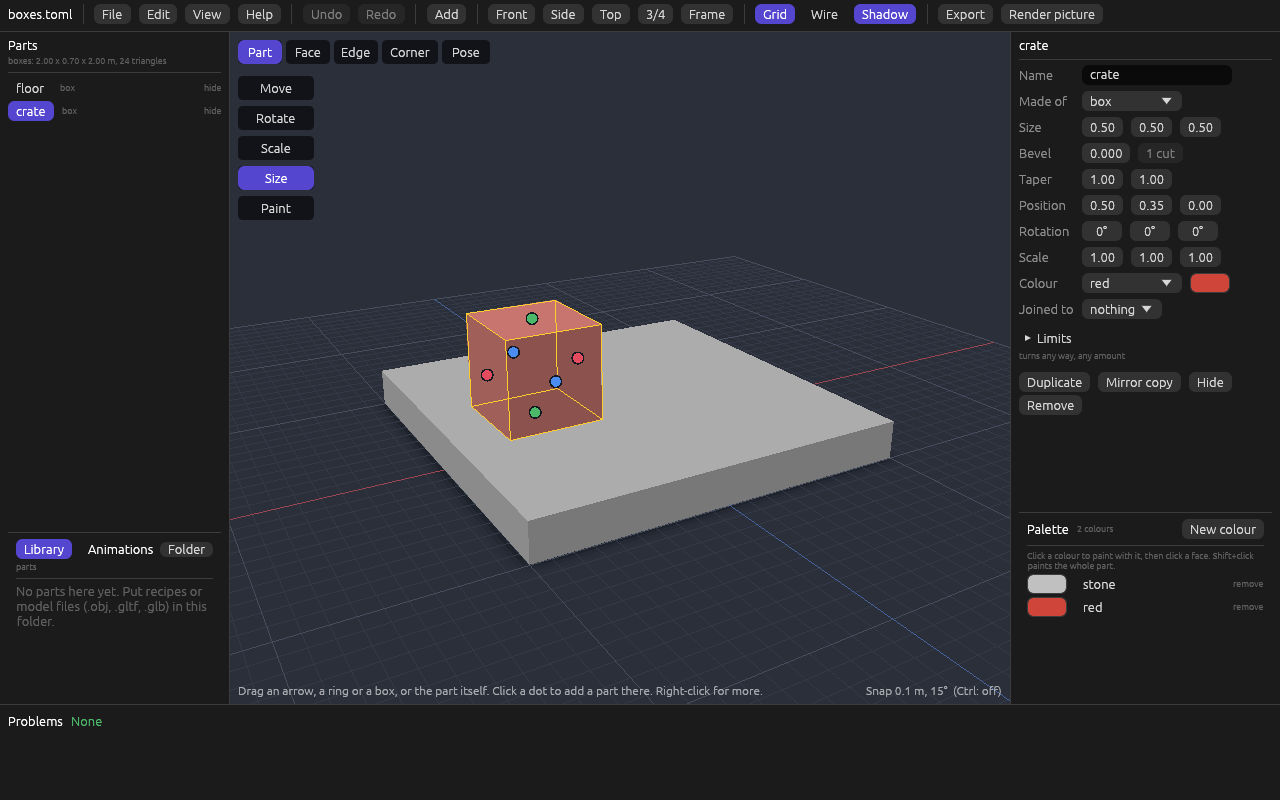 boxes.toml File Edit View Help Undo Redo Add Front Side Top 3/4 Frame Grid Wire Shadow Export Render picture
Parts
boxes: 2.00 x 0.70 x 2.00 m, 24 triangles
floor box hide
crate box hide
Library Animations Folder
parts
No parts here yet. Put recipes or
model files (.obj, .gltf, .glb) in this
folder.
Part Face Edge Corner Pose
Move
Rotate
Scale
Size
Paint
Drag an arrow, a ring or a box, or the part itself. Click a dot to add a part there. Right-click for more.
Snap 0.1 m, 15° (Ctrl: off)
crate
Name crate
Made of box
Size 0.50 0.50 0.50
Bevel 0.000 1 cut
Taper 1.00 1.00
Position 0.50 0.35 0.00
Rotation 0° 0° 0°
Scale 1.00 1.00 1.00
Colour red
Joined to nothing
Limits
turns any way, any amount
Duplicate Mirror copy Hide
Remove
Palette 2 colours New colour
Click a colour to paint with it, then click a face. Shift+click
paints the whole part.
stone remove
red remove
Problems None